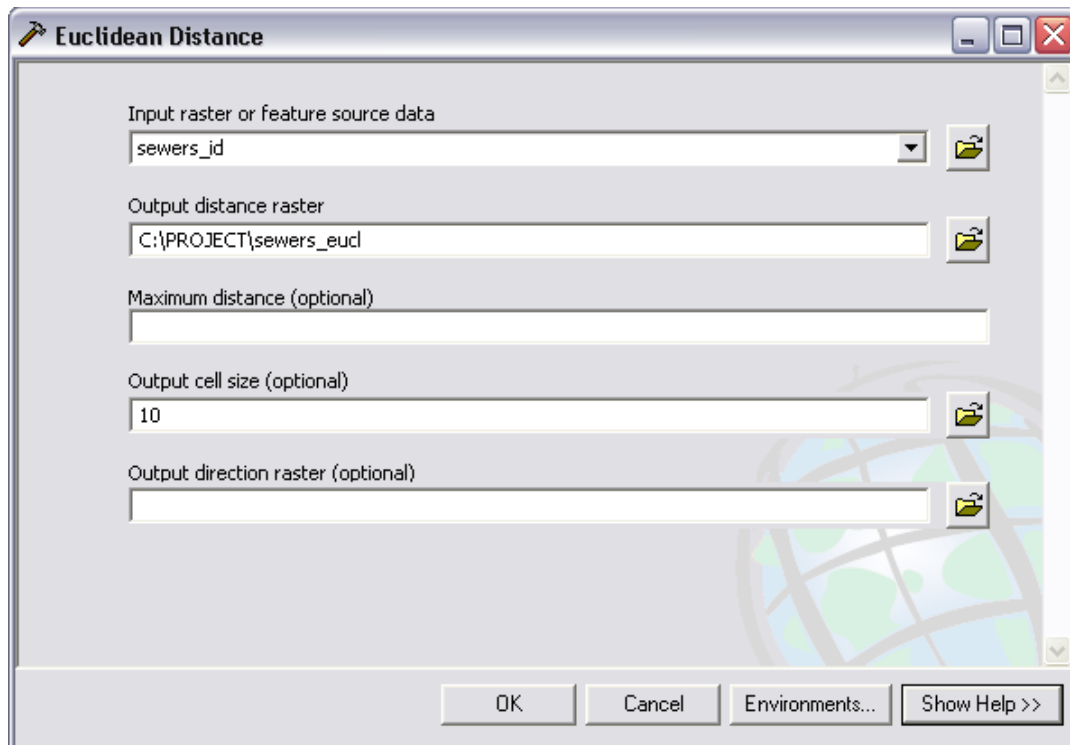 Euclidean Distance
Input raster or feature source data
sewers_id
Output distance raster
C:\PROJECT\sewers_eucl
Maximum distance (optional)
Output cell size (optional)
10
Output direction raster (optional)
OK Cancel Environments... Show Help >>